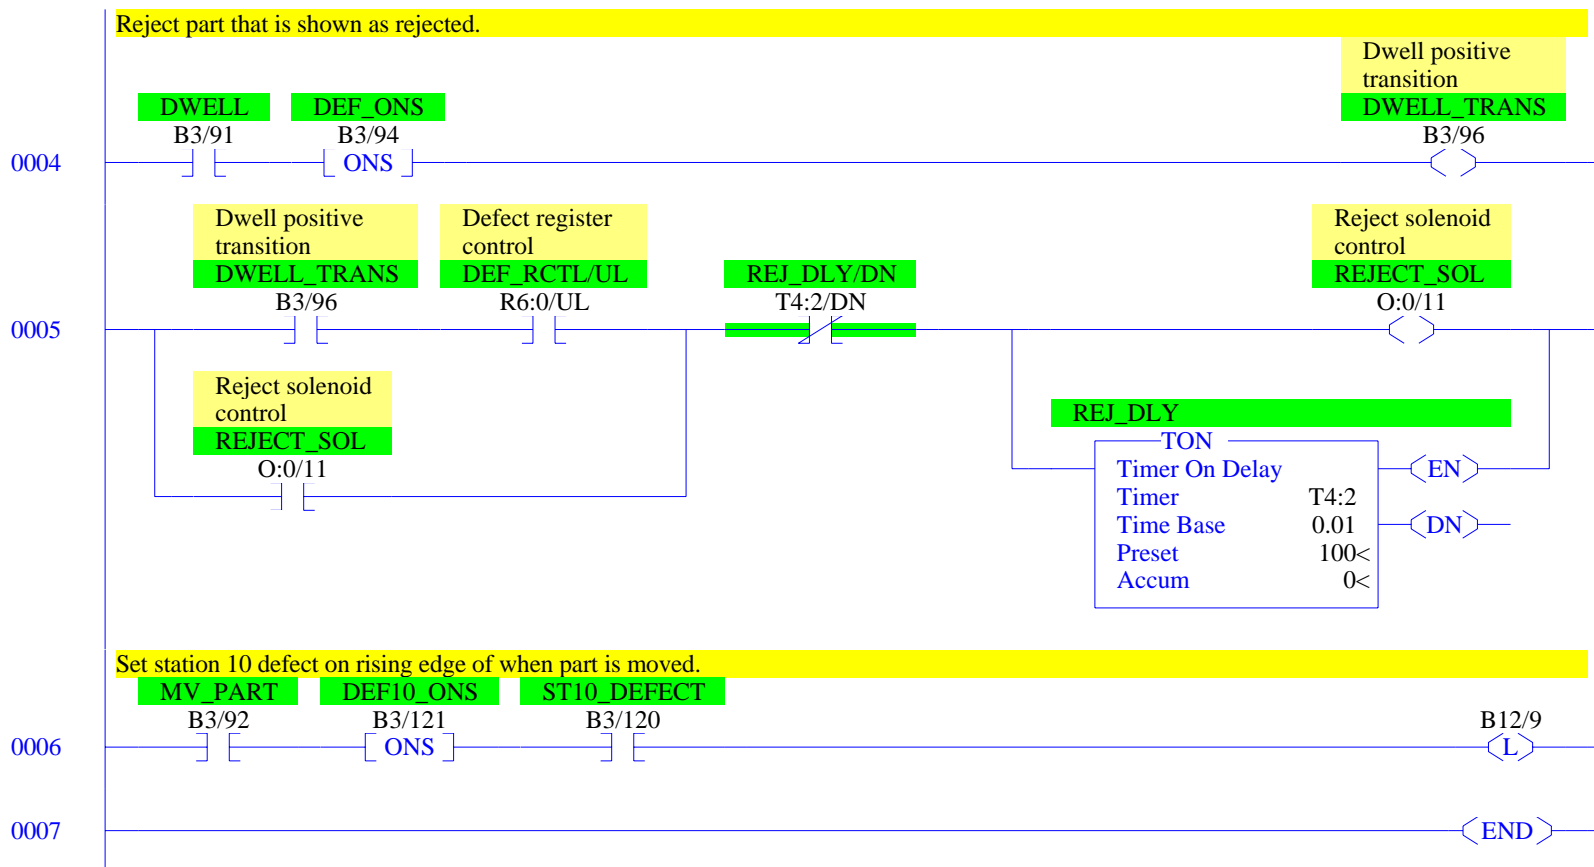 Reject part that is shown as rejected.
Dwell positive
transition
DWELL DEF_ONS DWELL_TRANS
B3/91 B3/94 B3/96
0004 ONS
Dwell positive Defect register Reject solenoid
transition control control
DWELL_TRANS DEF_RCTL/UL REJ_DLY/DN REJECT_SOL
B3/96 R6:0/UL T4:2/DN O:0/11
0005
Reject solenoid
control
REJECT_SOL
O:0/11
REJ_DLY
TON
Timer On Delay EN
Timer T4:2
Time Base 0.01 DN
Preset 100<
Accum 0<
Set station 10 defect on rising edge of when part is moved.
MV_PART DEF10_ONS ST10_DEFECT
B3/92 B3/121 B3/120 B12/9
0006 ONS L
0007 END